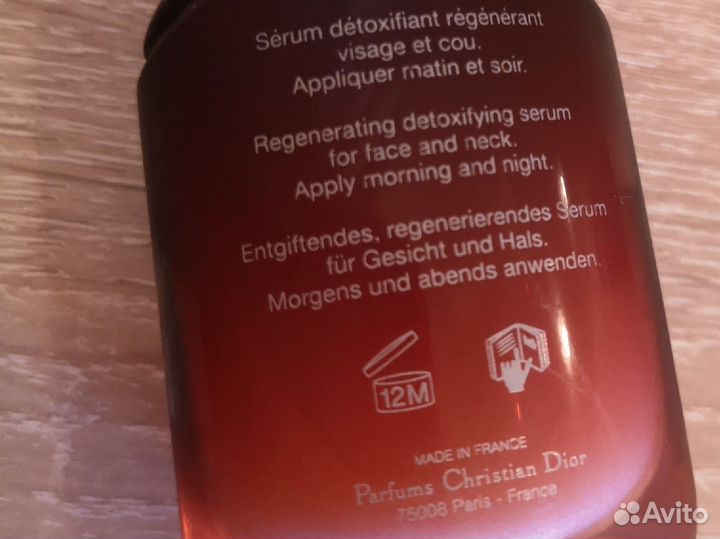 Sérum détoxifiant régénérant
visage et cou.
Appliquer matin et soir.
Regenerating detoxifying serum
for face and neck.
Apply morning and night.
Entgiftendes, regenerierendes Serum
für Gesicht und Hals.
Morgens und abends anwenden.
12M
MADE IN FRANCE
Parfums Christian Dior
75008 Paris - France
Avito